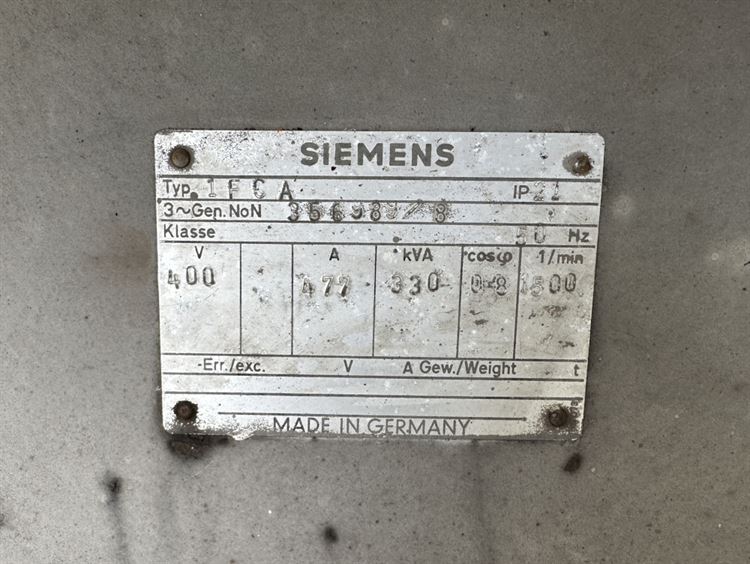 SIEMENS
Typ. 1 F C A IP 21
3~Gen. NoN
Klasse 50 Hz
V A kVA cosφ 1/min
400 477 330 0.8 1500
-Err./exc. V A Gew./Weight t
MADE IN GERMANY